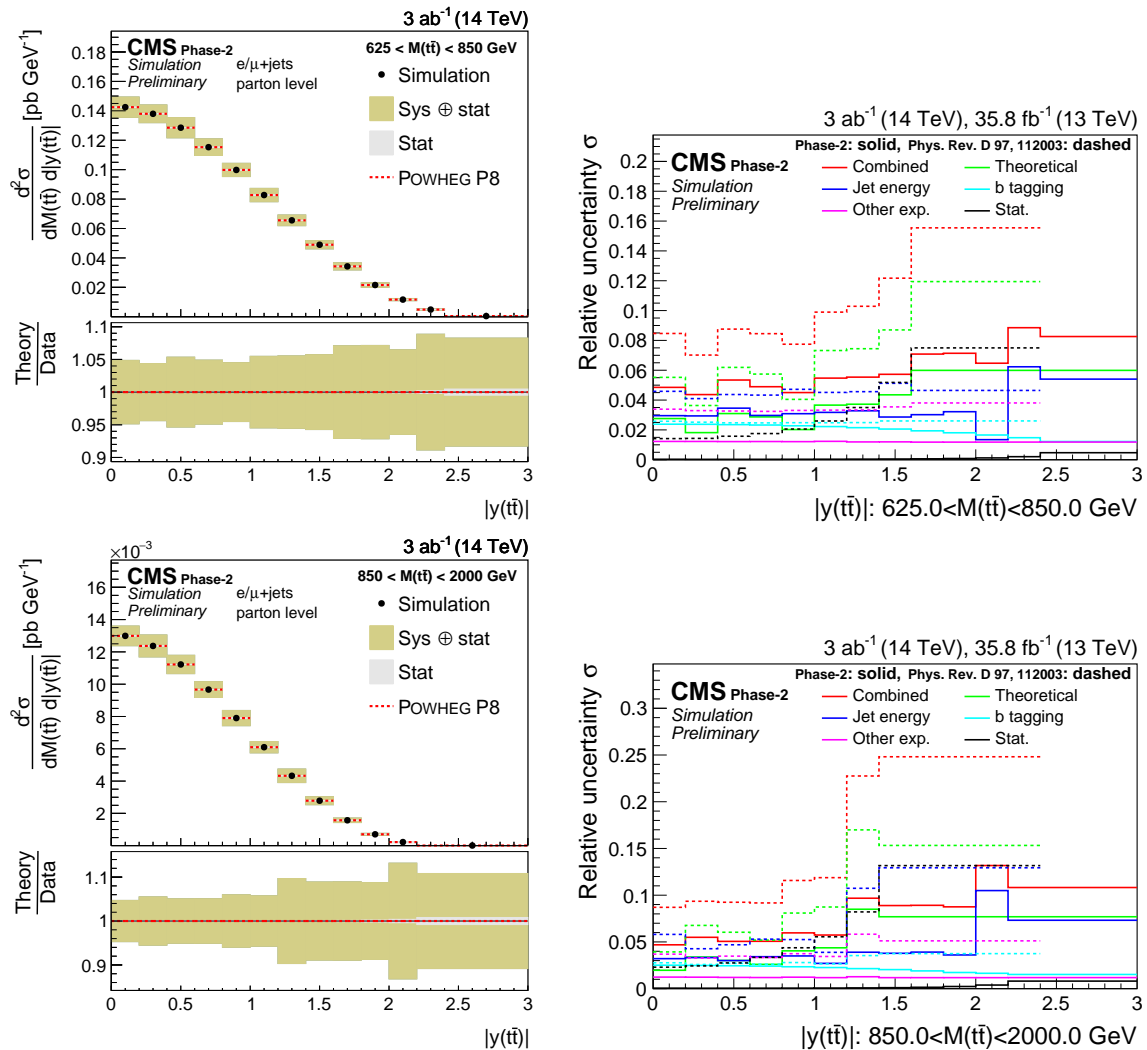 3 ab⁻¹ (14 TeV)
CMS Phase-2
625 < M(tt̄) < 850 GeV
Simulation
Preliminary
e/μ+jets
parton level
Simulation
Sys ⊕ stat
Stat
POWHEG P8
d²σ
dM(tt̄) d|y(tt̄)|
[pb GeV⁻¹]
0.18
0.16
0.14
0.12
0.1
0.08
0.06
0.04
0.02
Theory
Data
1.1
1.05
1
0.95
0.9
0 0.5 1 1.5 2 2.5 3
|y(tt̄)|
3 ab⁻¹ (14 TeV), 35.8 fb⁻¹ (13 TeV)
Phase-2: solid, Phys. Rev. D 97, 112003: dashed
CMS Phase-2
Simulation
Preliminary
Combined
Theoretical
Jet energy
b tagging
Other exp.
Stat.
Relative uncertainty σ
0.2
0.18
0.16
0.14
0.12
0.1
0.08
0.06
0.04
0.02
0
0 0.5 1 1.5 2 2.5 3
|y(tt̄)|: 625.0<M(tt̄)<850.0 GeV
×10⁻³
3 ab⁻¹ (14 TeV)
CMS Phase-2
850 < M(tt̄) < 2000 GeV
Simulation
Preliminary
e/μ+jets
parton level
Simulation
Sys ⊕ stat
Stat
POWHEG P8
d²σ
dM(tt̄) d|y(tt̄)|
[pb GeV⁻¹]
16
14
12
10
8
6
4
2
Theory
Data
1.1
1
0.9
0 0.5 1 1.5 2 2.5 3
|y(tt̄)|
3 ab⁻¹ (14 TeV), 35.8 fb⁻¹ (13 TeV)
Phase-2: solid, Phys. Rev. D 97, 112003: dashed
CMS Phase-2
Simulation
Preliminary
Combined
Theoretical
Jet energy
b tagging
Other exp.
Stat.
Relative uncertainty σ
0.3
0.25
0.2
0.15
0.1
0.05
0
0 0.5 1 1.5 2 2.5 3
|y(tt̄)|: 850.0<M(tt̄)<2000.0 GeV